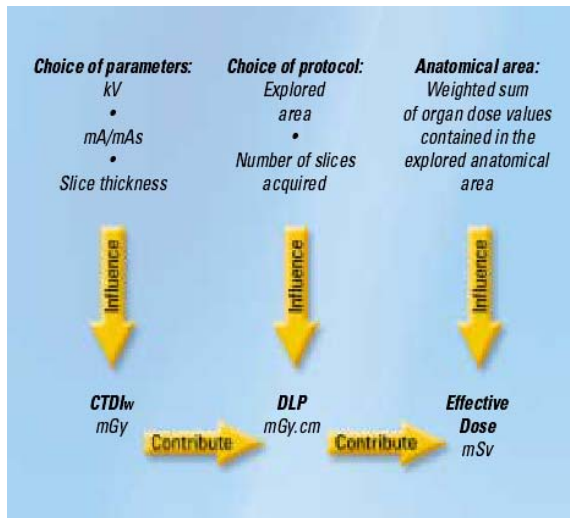 Choice of parameters:
kV
•
mA/mAs
•
Slice thickness
Choice of protocol:
Explored
area
•
Number of slices
acquired
Anatomical area:
Weighted sum
of organ dose values
contained in the
explored anatomical
area
Influence
Influence
Influence
CTDIw
mGy
Contribute
DLP
mGy.cm
Contribute
Effective
Dose
mSv